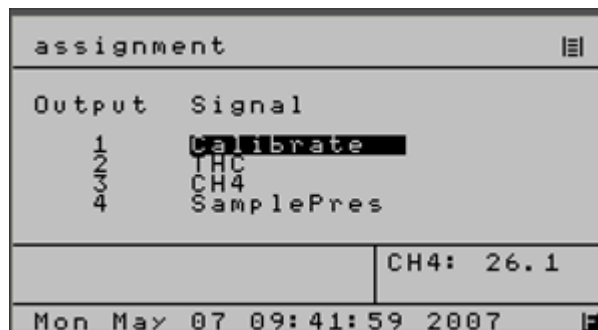 assignment
Output Signal
1 Calibrate
2 THC
3 CH4
4 SamplePres
CH4: 26.1
Mon May 07 09:41:59 2007